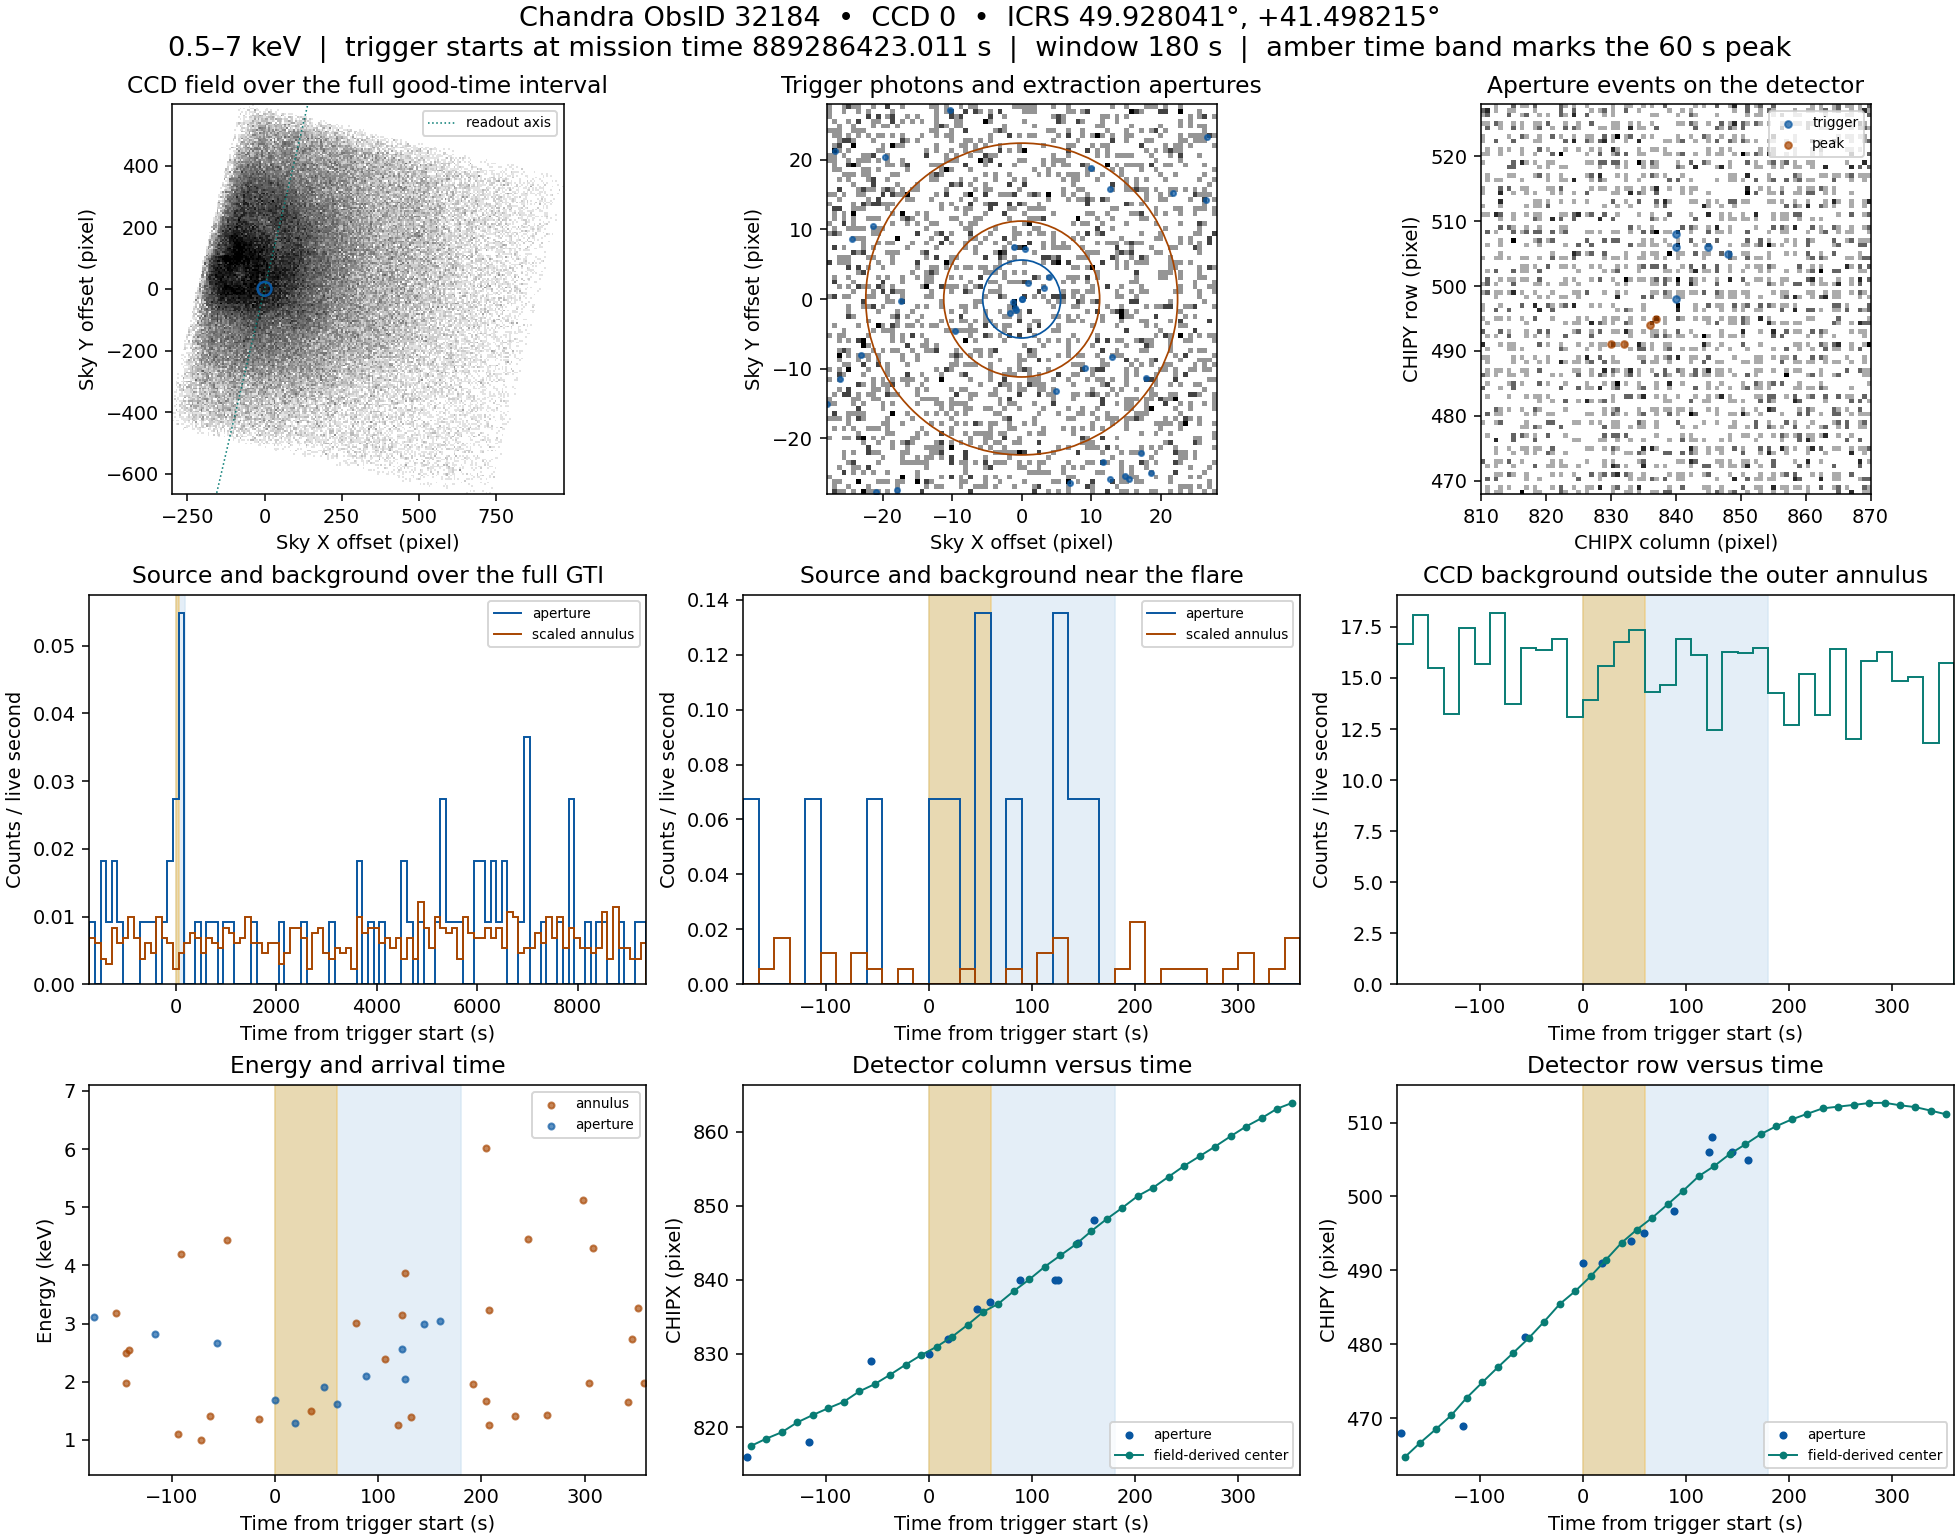 Chandra ObsID 32184 • CCD 0 • ICRS 49.928041°, +41.498215°
0.5–7 keV | trigger starts at mission time 889286423.011 s | window 180 s | amber time band marks the 60 s peak
CCD field over the full good-time interval
readout axis
400
200
0
−200
−400
−600
−250 0 250 500 750
Sky X offset (pixel)
Sky Y offset (pixel)
Trigger photons and extraction apertures
20
10
0
−10
−20
−20 −10 0 10 20
Sky X offset (pixel)
Sky Y offset (pixel)
Aperture events on the detector
trigger
peak
520
510
500
490
480
470
810 820 830 840 850 860 870
CHIPX column (pixel)
CHIPY row (pixel)
Source and background over the full GTI
aperture
scaled annulus
0.05
0.04
0.03
0.02
0.01
0.00
0 2000 4000 6000 8000
Time from trigger start (s)
Counts / live second
Source and background near the flare
aperture
scaled annulus
0.14
0.12
0.10
0.08
0.06
0.04
0.02
0.00
−100 0 100 200 300
Time from trigger start (s)
Counts / live second
CCD background outside the outer annulus
17.5
15.0
12.5
10.0
7.5
5.0
2.5
0.0
−100 0 100 200 300
Time from trigger start (s)
Counts / live second
Energy and arrival time
annulus
aperture
7
6
5
4
3
2
1
−100 0 100 200 300
Time from trigger start (s)
Energy (keV)
Detector column versus time
860
850
840
830
820
aperture
field-derived center
−100 0 100 200 300
Time from trigger start (s)
CHIPX (pixel)
Detector row versus time
510
500
490
480
470
aperture
field-derived center
−100 0 100 200 300
Time from trigger start (s)
CHIPY (pixel)